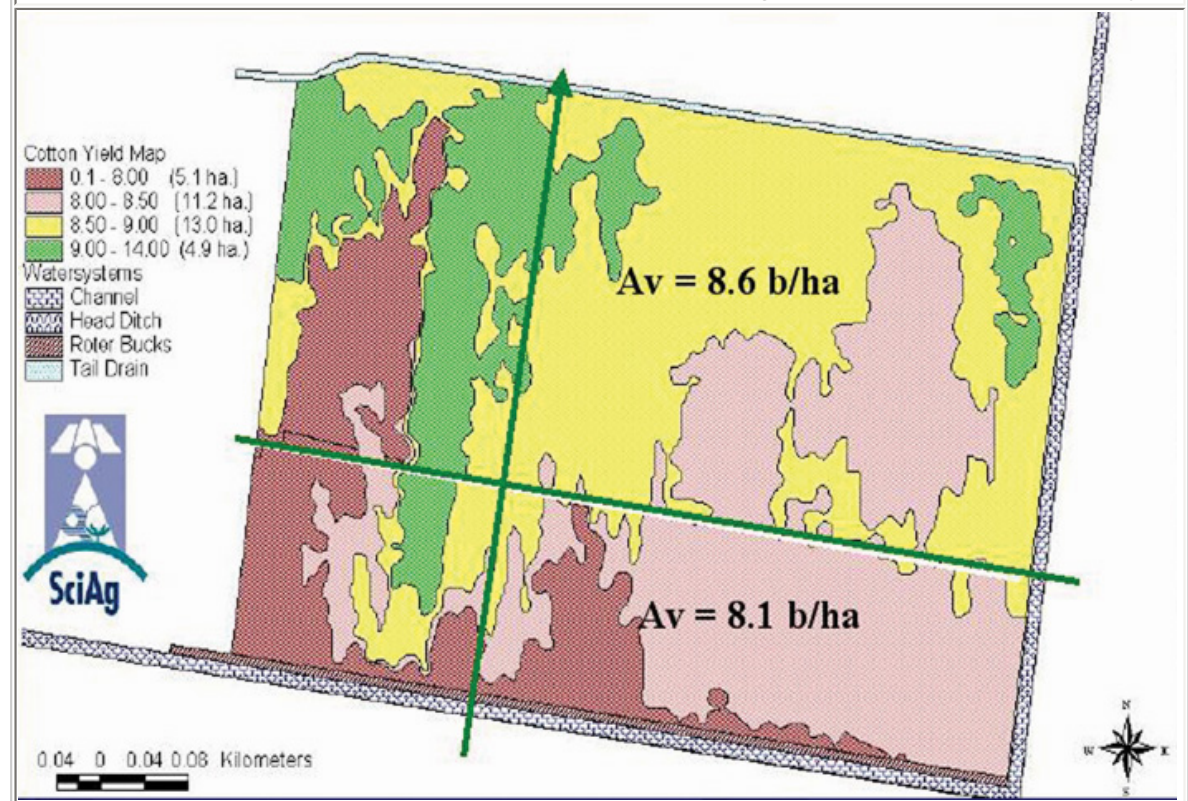 Cotton Yield Map
0.1 - 8.00 (5.1 ha.)
8.00 - 8.50 (11.2 ha.)
8.50 - 9.00 (13.0 ha.)
9.00 - 14.00 (4.9 ha.)
Watersystems
Channel
Head Ditch
Roter Bucks
Tail Drain
Av = 8.6 b/ha
SciAg
Av = 8.1 b/ha
0.04 0 0.04 0.08 Kilometers
N
W E
S